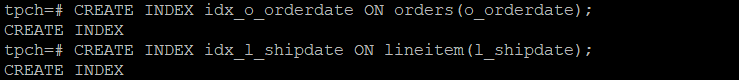 tpch=# CREATE INDEX idx_o_orderdate ON orders(o_orderdate);
CREATE INDEX
tpch=# CREATE INDEX idx_l_shipdate ON lineitem(l_shipdate);
CREATE INDEX